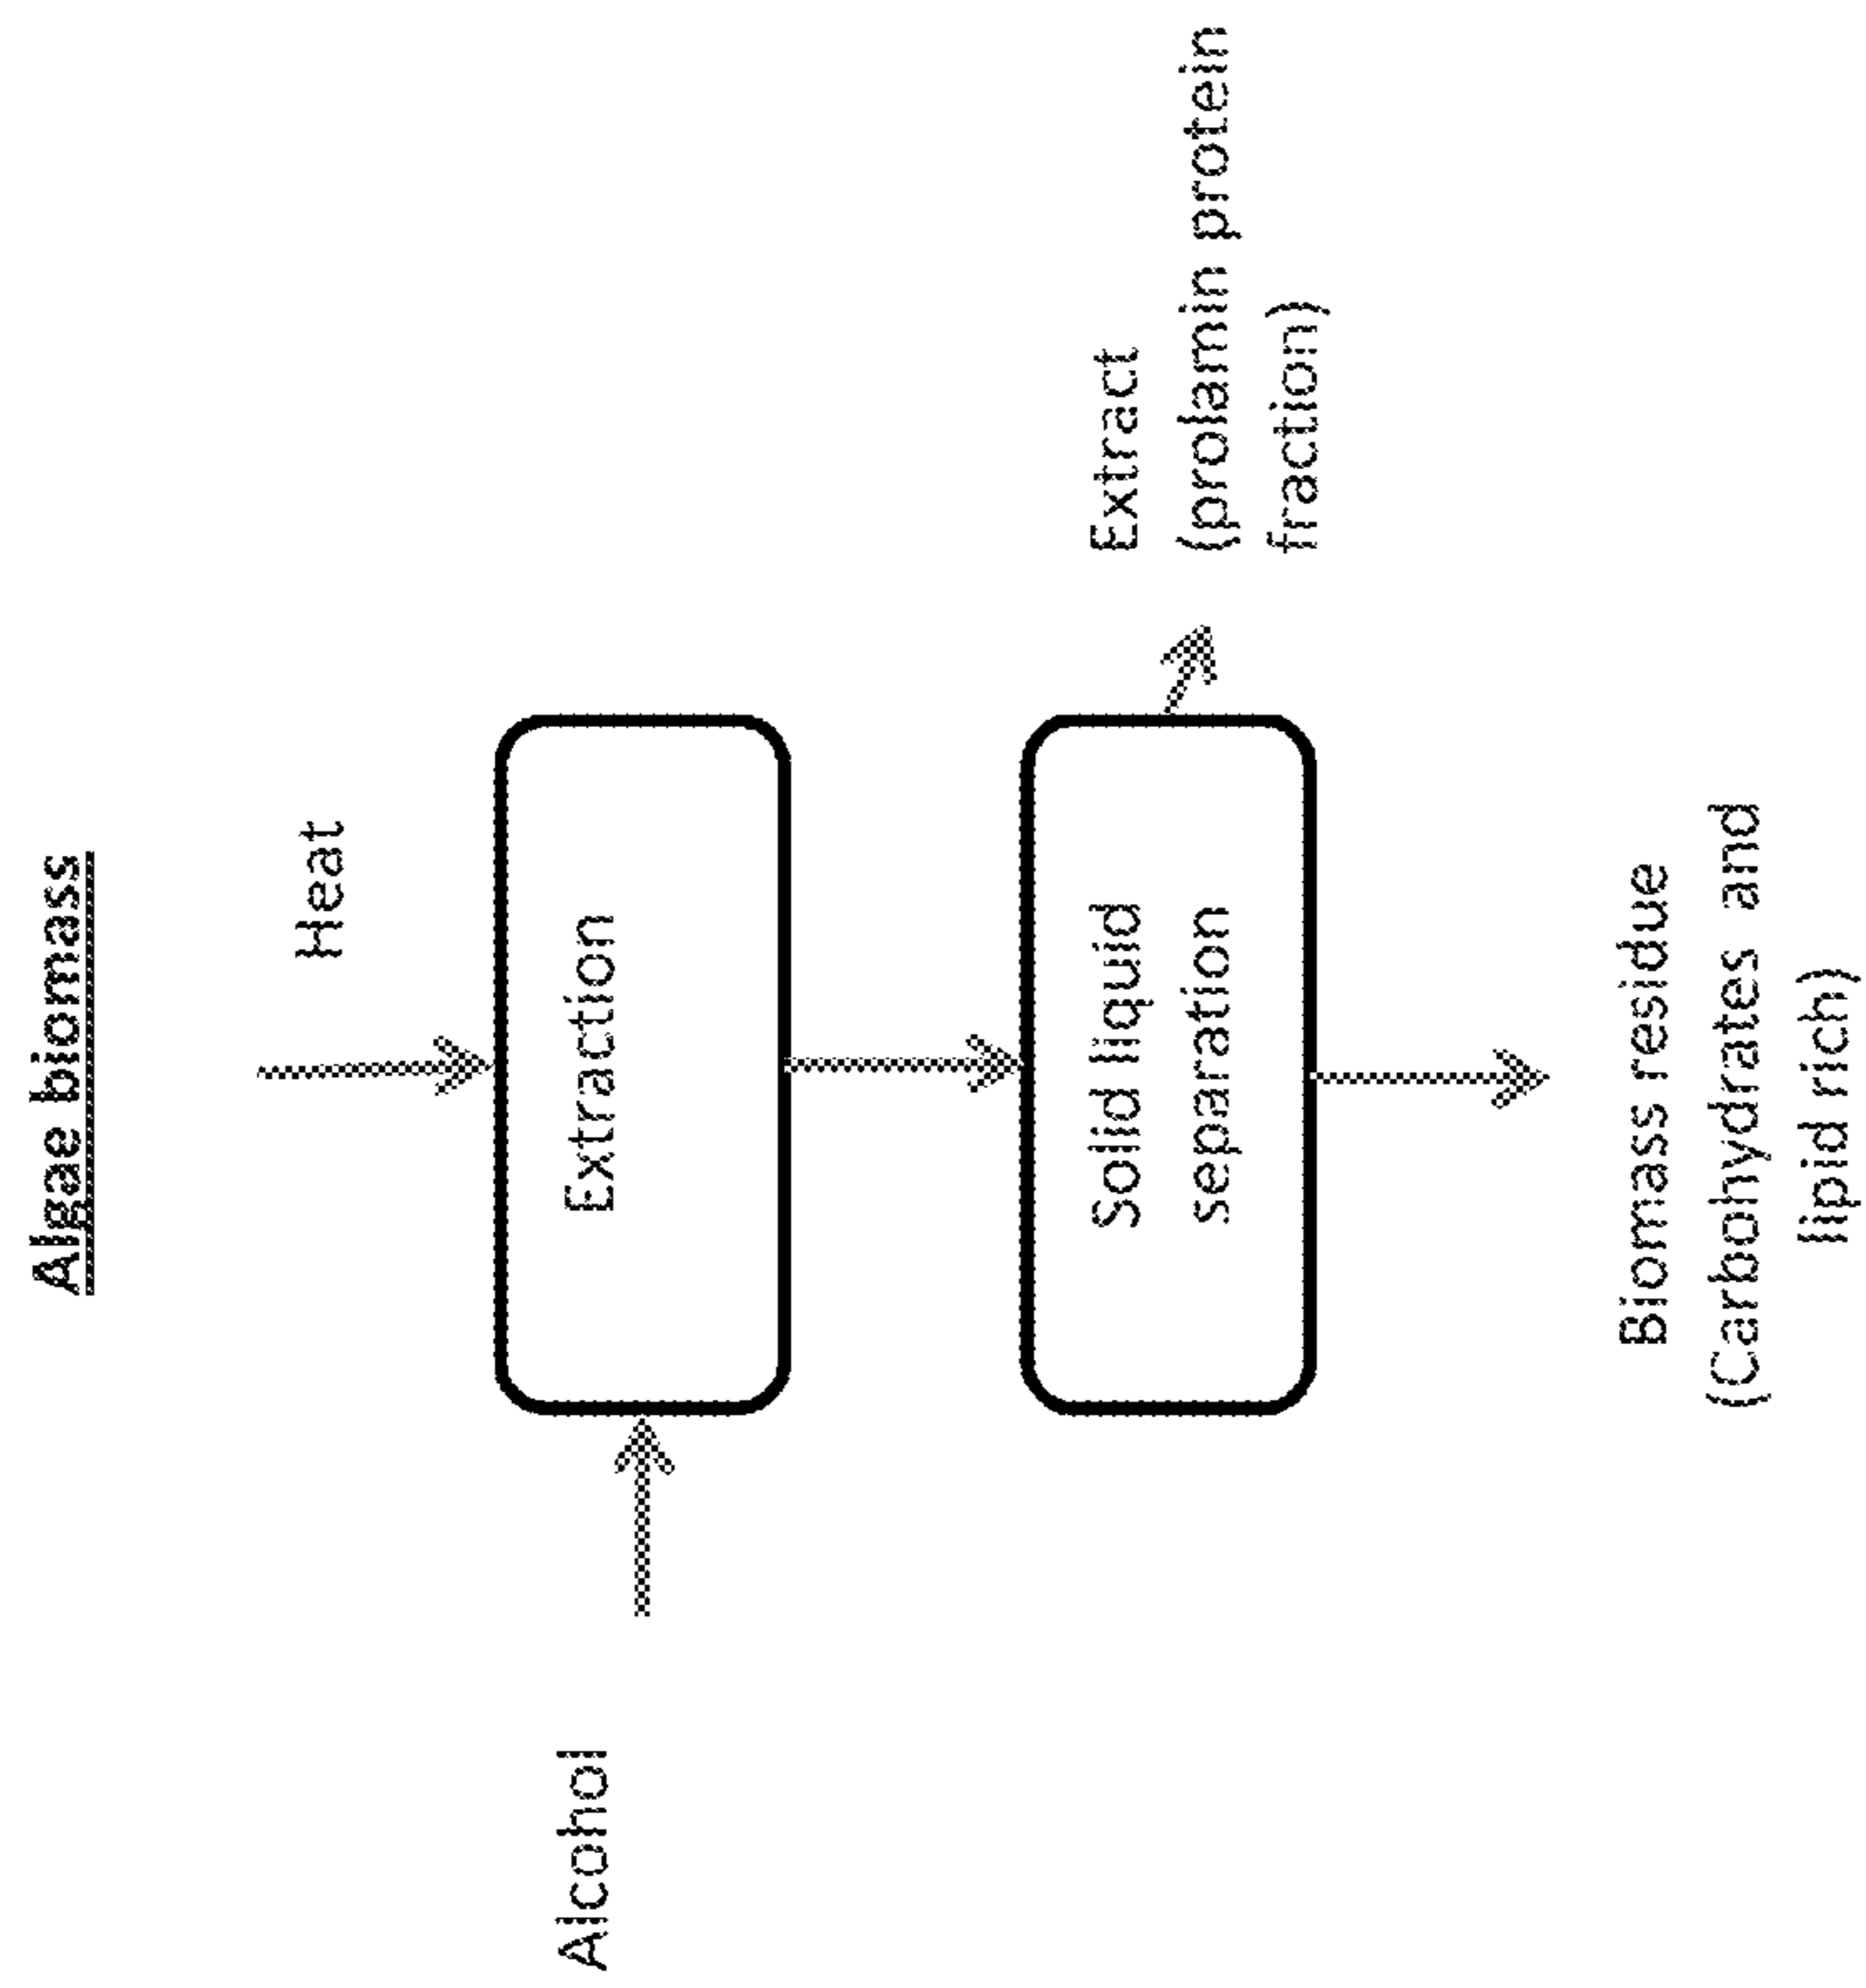 Algae biomass
Heat
Alcohol
Extraction
Solid liquid
separation
Extract
(prolamin protein
fraction)
Biomass residue
(Carbohydrates and
lipid rich)